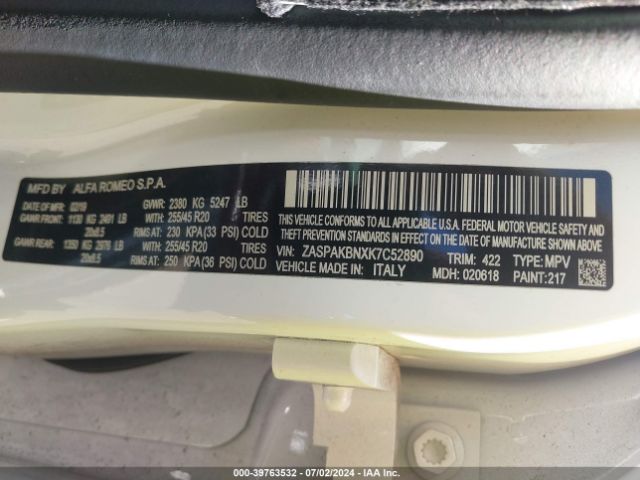 MFD BY ALFA ROMEO S.P.A.
DATE OF MFR 02/19 GVWR: 2380 KG 5247 LB
GAWR FRONT: 1130 KG 2491 LB WITH: 255/45 R20 TIRES
20x8.5 RIMS AT: 230 KPA (33 PSI) COLD
GAWR REAR: 1350 KG 2976 LB WITH: 255/45 R20 TIRES
20x8.5 RIMS AT: 250 KPA (36 PSI) COLD
THIS VEHICLE CONFORMS TO ALL APPLICABLE U.S.A. FEDERAL MOTOR VEHICLE SAFETY AND
THEFT PREVENTION STANDARDS IN EFFECT ON THE DATE OF MANUFACTURE SHOWN ABOVE
VIN: ZASPAKBNXK7C52890 TRIM: 422 TYPE: MPV
VEHICLE MADE IN: ITALY MDH: 020618 PAINT: 217
000-39763532 - 07/02/2024 - IAA Inc.